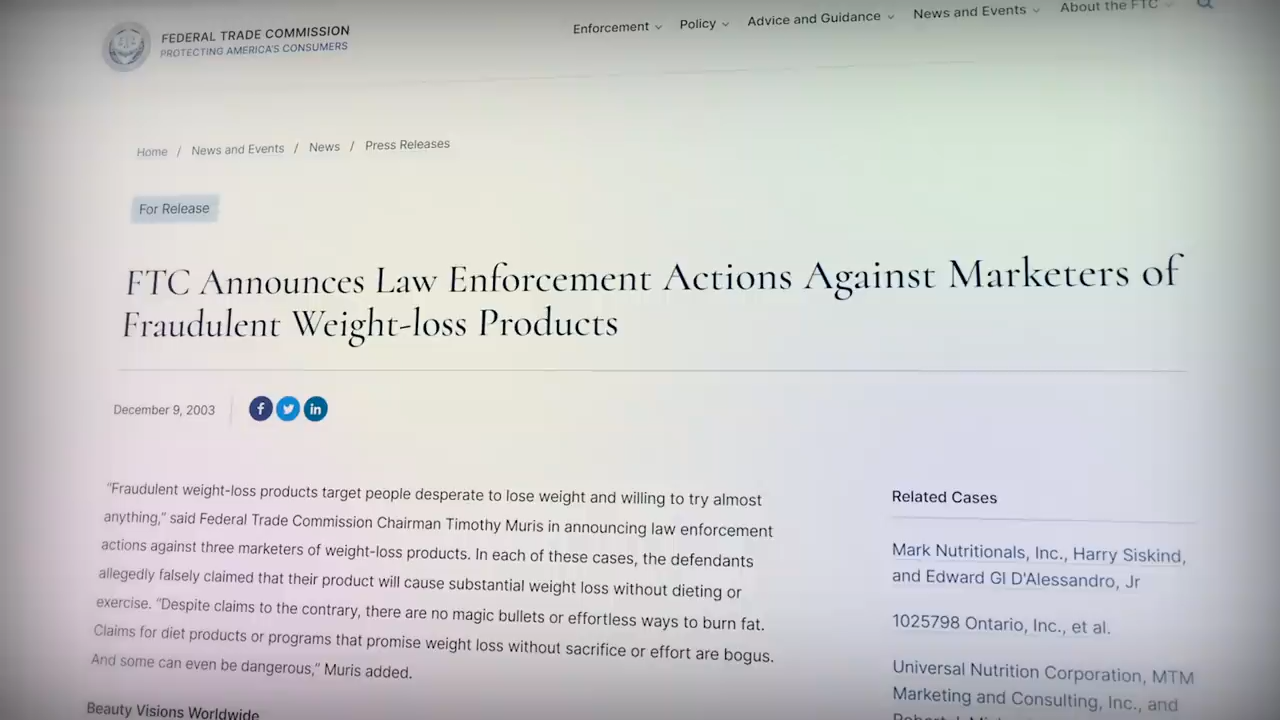 FEDERAL TRADE COMMISSION
PROTECTING AMERICA'S CONSUMERS
Enforcement Policy Advice and Guidance News and Events About the FTC
Home / News and Events / News / Press Releases
For Release
FTC Announces Law Enforcement Actions Against Marketers of
Fraudulent Weight-loss Products
December 9, 2003
"Fraudulent weight-loss products target people desperate to lose weight and willing to try almost
anything," said Federal Trade Commission Chairman Timothy Muris in announcing law enforcement
actions against three marketers of weight-loss products. In each of these cases, the defendants
allegedly falsely claimed that their product will cause substantial weight loss without dieting or
exercise. "Despite claims to the contrary, there are no magic bullets or effortless ways to burn fat.
Claims for diet products or programs that promise weight loss without sacrifice or effort are bogus.
And some can even be dangerous," Muris added.
Beauty Visions Worldwide
Related Cases
Mark Nutritionals, Inc., Harry Siskind,
and Edward GI D'Alessandro, Jr
1025798 Ontario, Inc., et al.
Universal Nutrition Corporation, MTM
Marketing and Consulting, Inc., and